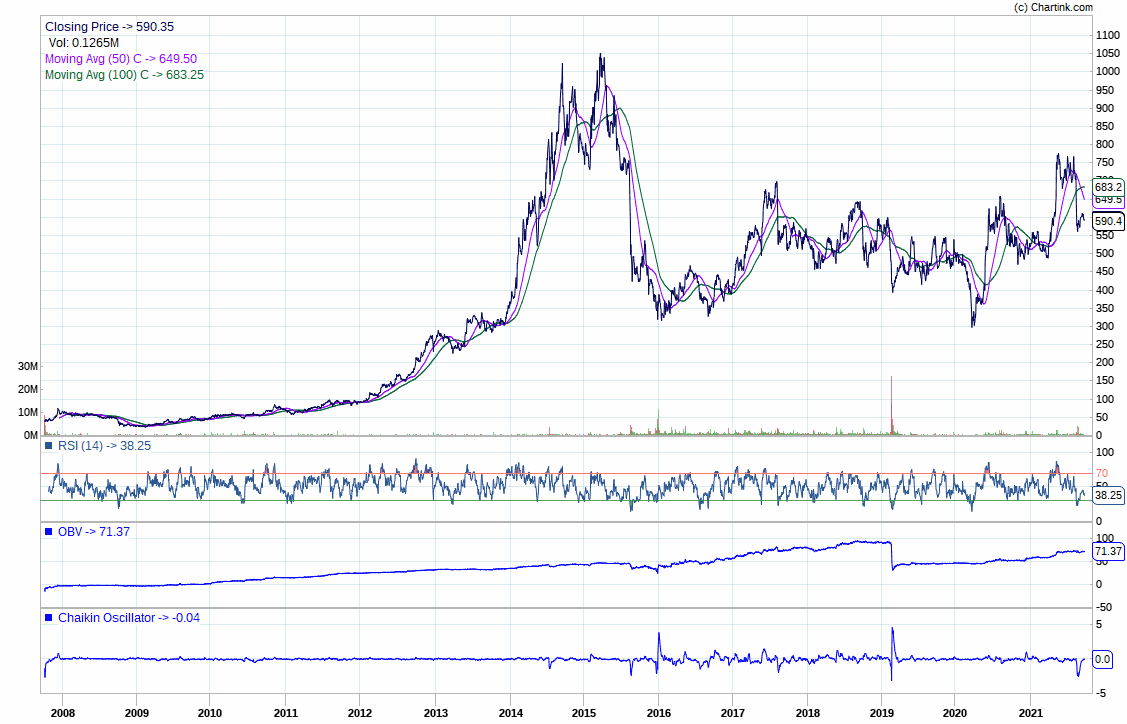 (c) Chartink.com
Closing Price -> 590.35
Vol: 0.1265M
Moving Avg (50) C -> 649.50
Moving Avg (100) C -> 683.25
1100
1050
1000
950
900
850
800
750
683.2
649.5
590.4
550
500
450
400
350
300
250
200
150
100
50
0
30M
20M
10M
0M
RSI (14) -> 38.25
100
70
50
38.25
0
OBV -> 71.37
100
71.37
50
0
-50
Chaikin Oscillator -> -0.04
5
0.0
-5
2008 2009 2010 2011 2012 2013 2014 2015 2016 2017 2018 2019 2020 2021